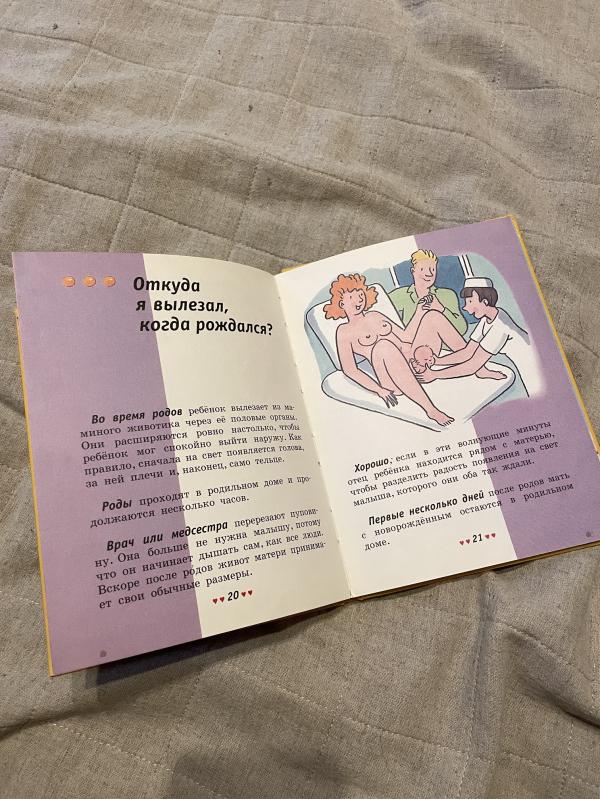 Откуда
я вылезал,
когда рождался?
Во время родов ребёнок вылезает из ма-
миного животика через её половые органы.
Они расширяются ровно настолько, чтобы
ребёнок мог спокойно выйти наружу. Как
правило, сначала на свет появляется голова,
за ней плечи и, наконец, само тельце.
Роды проходят в родильном доме и про-
должаются несколько часов.
Врач или медсестра перерезают пупови-
ну. Она больше не нужна малышу, потому
что он начинает дышать сам, как все люди.
Вскоре после родов живот матери принима-
ет свои обычные размеры.
20
Хорошо, если в эти волнующие минуты
отец ребёнка находится рядом с матерью,
чтобы разделить радость появления на свет
малыша, которого они оба так ждали.
Первые несколько дней после родов мать
с новорождённым остаются в родильном
доме.
21